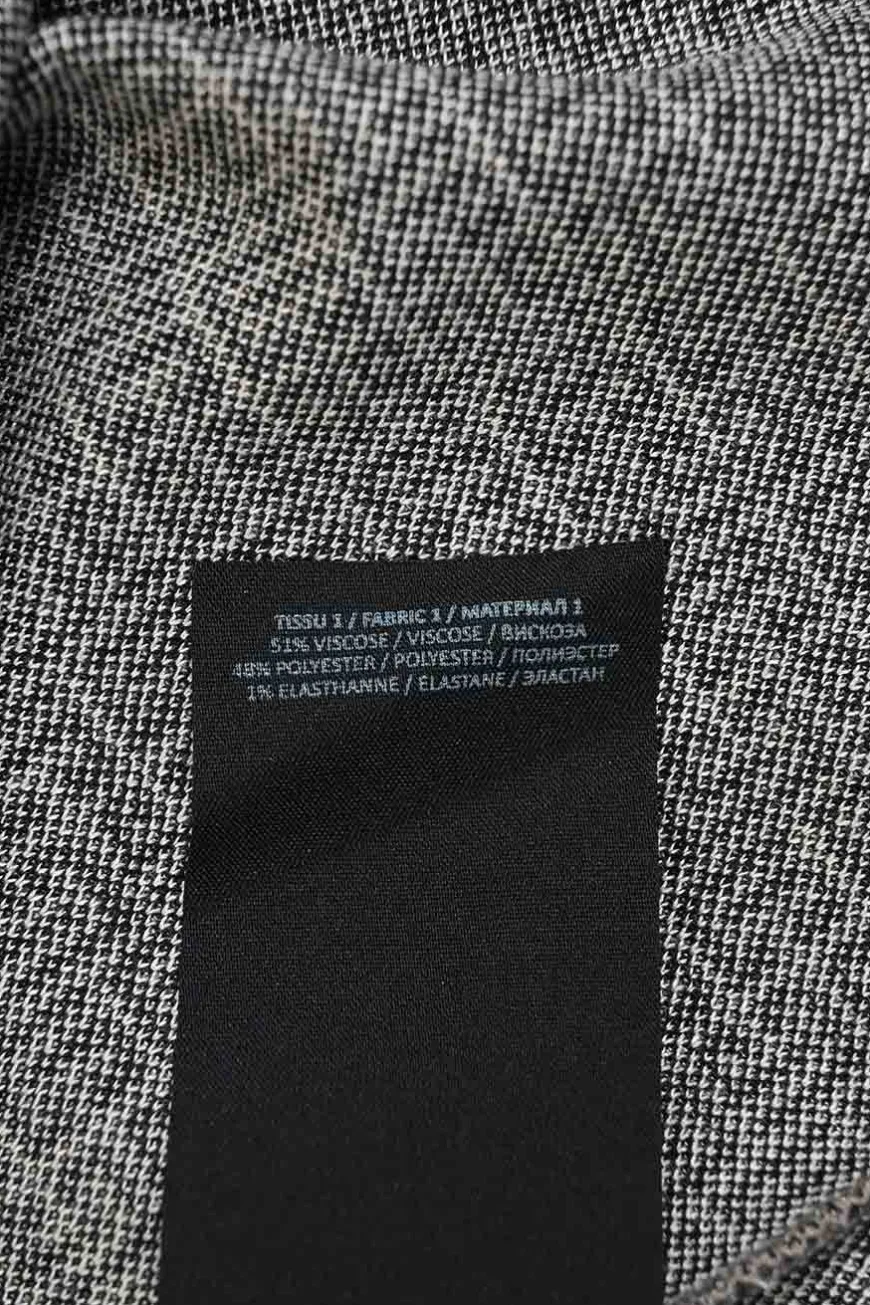 TISSU 1 / FABRIC 1 / МАТЕРИАЛ 1
51% VISCOSE / VISCOSE / ВИСКОЗА
48% POLYESTER / POLYESTER / ПОЛИЭСТЕР
1% ELASTHANNE / ELASTANE / ЭЛАСТАН